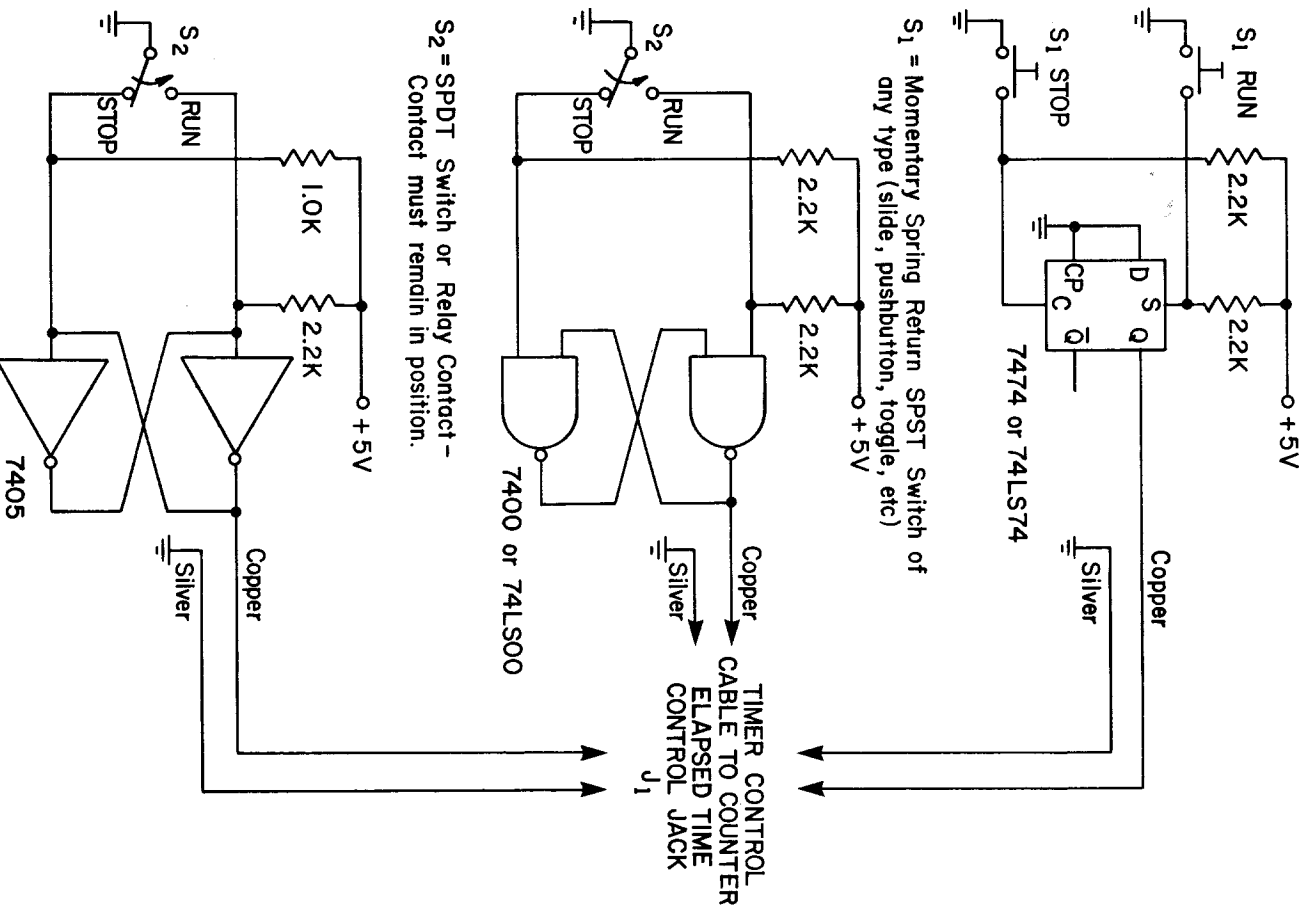 S1 RUN
S1 STOP
+5V
2.2K
2.2K
D S Q
CP
C Q̅
7474 or 74LS74
Copper
Silver
S1 = Momentary Spring Return SPST Switch of
any type (slide, pushbutton, toggle, etc)
S2
RUN
STOP
+5V
2.2K
2.2K
7400 or 74LS00
Copper
Silver
TIMER CONTROL
CABLE TO COUNTER
ELAPSED TIME
CONTROL JACK
J1
S2 = SPDT Switch or Relay Contact-
Contact must remain in position.
S2
RUN
STOP
+5V
1.0K
2.2K
7405
Copper
Silver